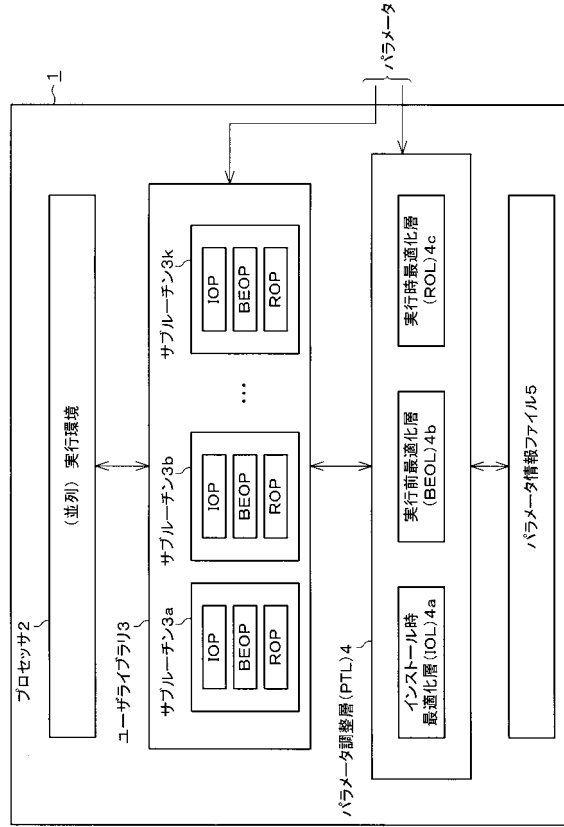 1
プロセッサ2
(並列) 実行環境
ユーザライブラリ3
サブルーチン3a
IOP
BEOP
ROP
サブルーチン3b
IOP
BEOP
ROP
...
サブルーチン3k
IOP
BEOP
ROP
パラメータ
パラメータ調整層(PTL)4
インストール時
最適化層(IOL)4a
実行前最適化層
(BEOL)4b
実行時最適化層
(ROL)4c
パラメータ情報ファイル5